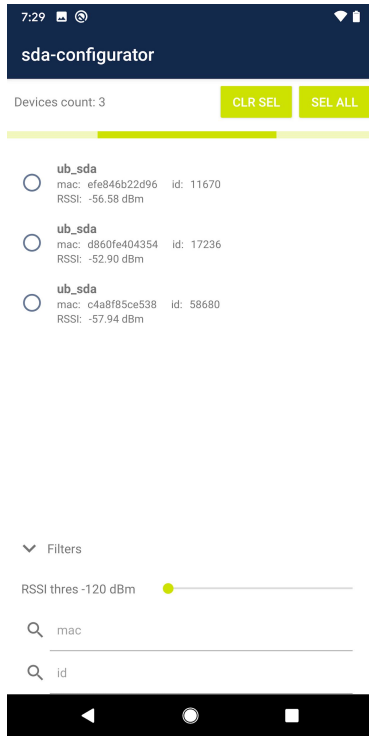 7:29
sda-configurator
Devices count: 3 CLR SEL SEL ALL
ub_sda
mac: efe846b22d96 id: 11670
RSSI: -56.58 dBm
ub_sda
mac: d860fe404354 id: 17236
RSSI: -52.90 dBm
ub_sda
mac: c4a8f85ce538 id: 58680
RSSI: -57.94 dBm
Filters
RSSI thres -120 dBm
mac
id